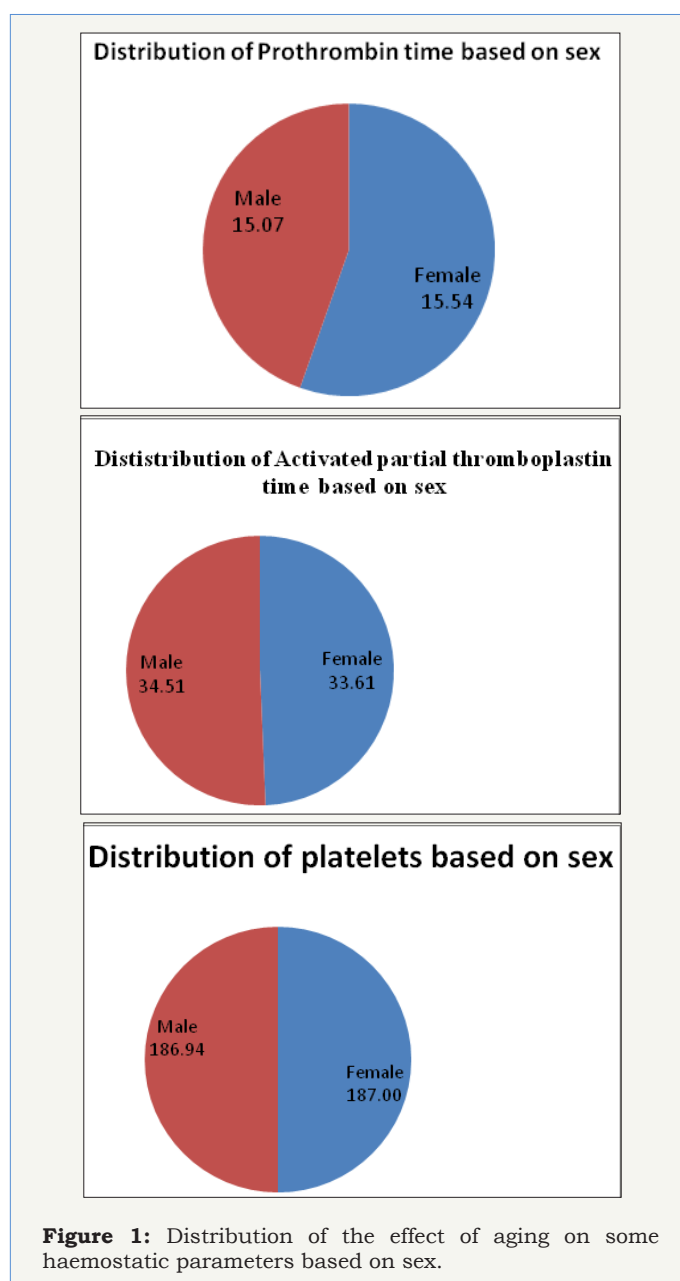 Distribution of Prothrombin time based on sex
Male
15.07
Female
15.54
Dististribution of Activated partial thromboplastin
time based on sex
Male
34.51
Female
33.61
Distribution of platelets based on sex
Male
186.94
Female
187.00
Figure 1: Distribution of the effect of aging on some
haemostatic parameters based on sex.